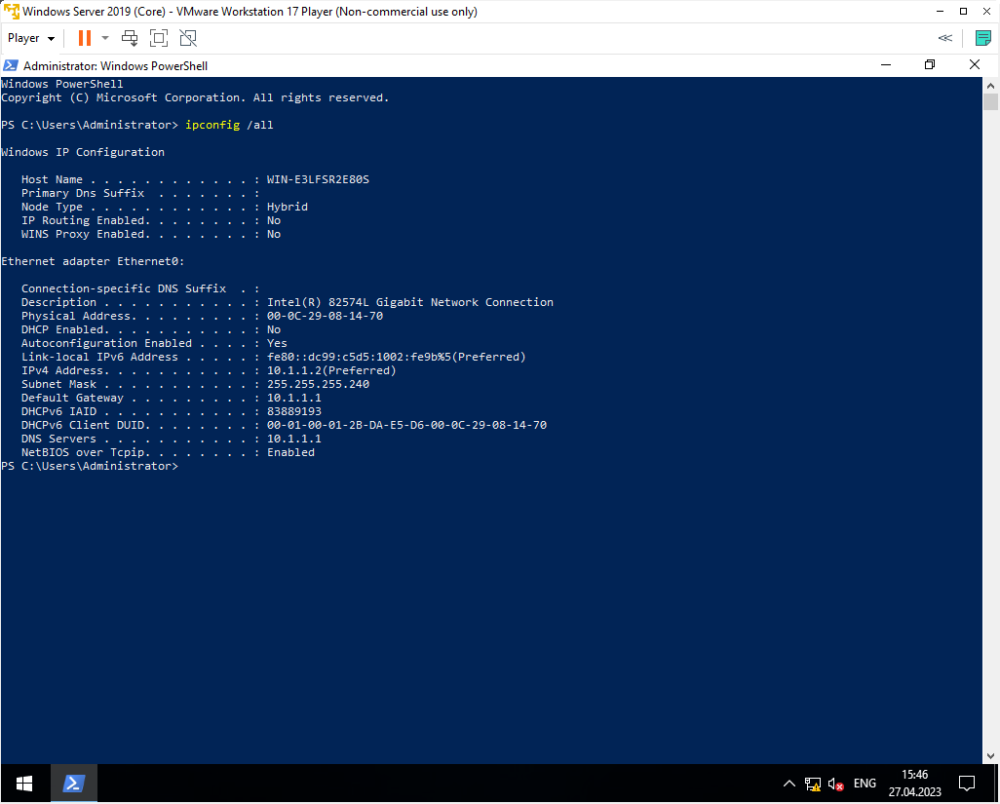 Windows Server 2019 (Core) - VMware Workstation 17 Player (Non-commercial use only)
Player
Administrator: Windows PowerShell
Windows PowerShell
Copyright (C) Microsoft Corporation. All rights reserved.
PS C:\Users\Administrator> ipconfig /all
Windows IP Configuration
Host Name . . . . . . . . . . . . : WIN-E3LFSR2E80S
Primary Dns Suffix  . . . . . . . :
Node Type . . . . . . . . . . . . : Hybrid
IP Routing Enabled. . . . . . . . : No
WINS Proxy Enabled. . . . . . . . : No
Ethernet adapter Ethernet0:
Connection-specific DNS Suffix  . :
Description . . . . . . . . . . . : Intel(R) 82574L Gigabit Network Connection
Physical Address. . . . . . . . . : 00-0C-29-08-14-70
DHCP Enabled. . . . . . . . . . . : No
Autoconfiguration Enabled . . . . : Yes
Link-local IPv6 Address . . . . . : fe80::dc99:c5d5:1002:fe9b%5(Preferred)
IPv4 Address. . . . . . . . . . . : 10.1.1.2(Preferred)
Subnet Mask . . . . . . . . . . . : 255.255.255.240
Default Gateway . . . . . . . . . : 10.1.1.1
DHCPv6 IAID . . . . . . . . . . . : 83889193
DHCPv6 Client DUID. . . . . . . . : 00-01-00-01-2B-DA-E5-D6-00-0C-29-08-14-70
DNS Servers . . . . . . . . . . . : 10.1.1.1
NetBIOS over Tcpip. . . . . . . . : Enabled
PS C:\Users\Administrator>
ENG
15:46
27.04.2023